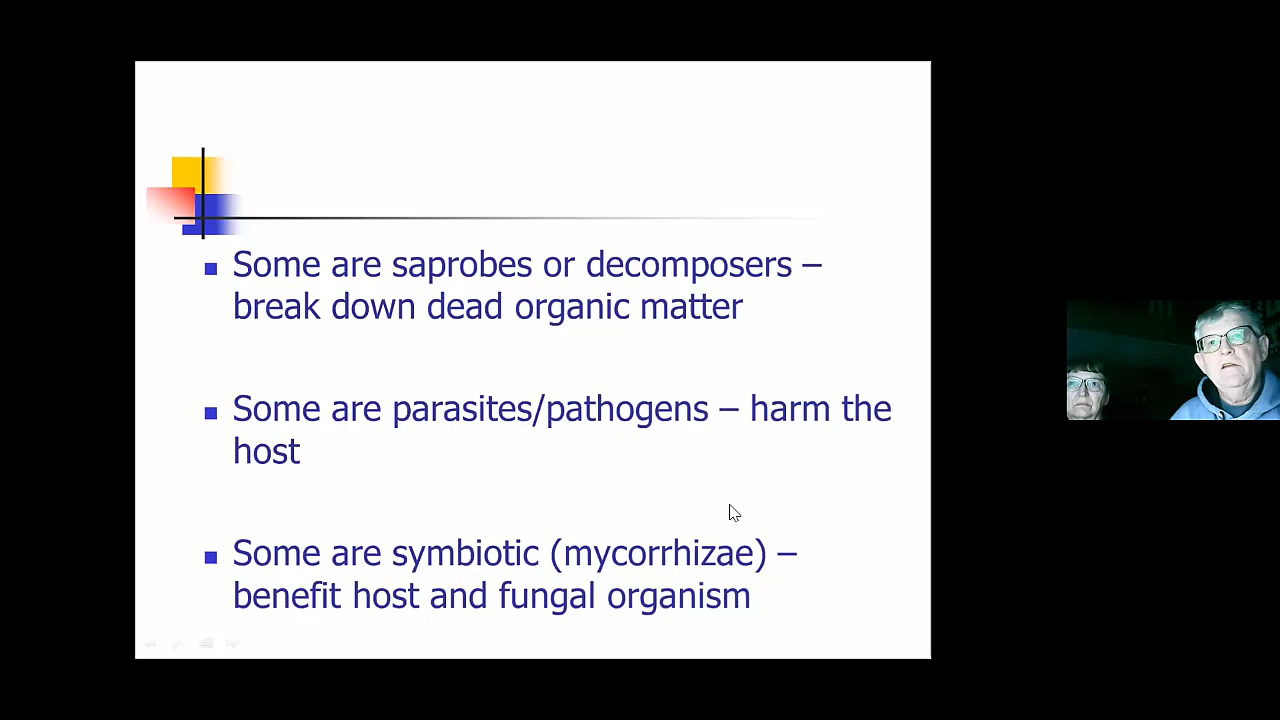 Some are saprobes or decomposers –
break down dead organic matter
Some are parasites/pathogens – harm the
host
Some are symbiotic (mycorrhizae) –
benefit host and fungal organism